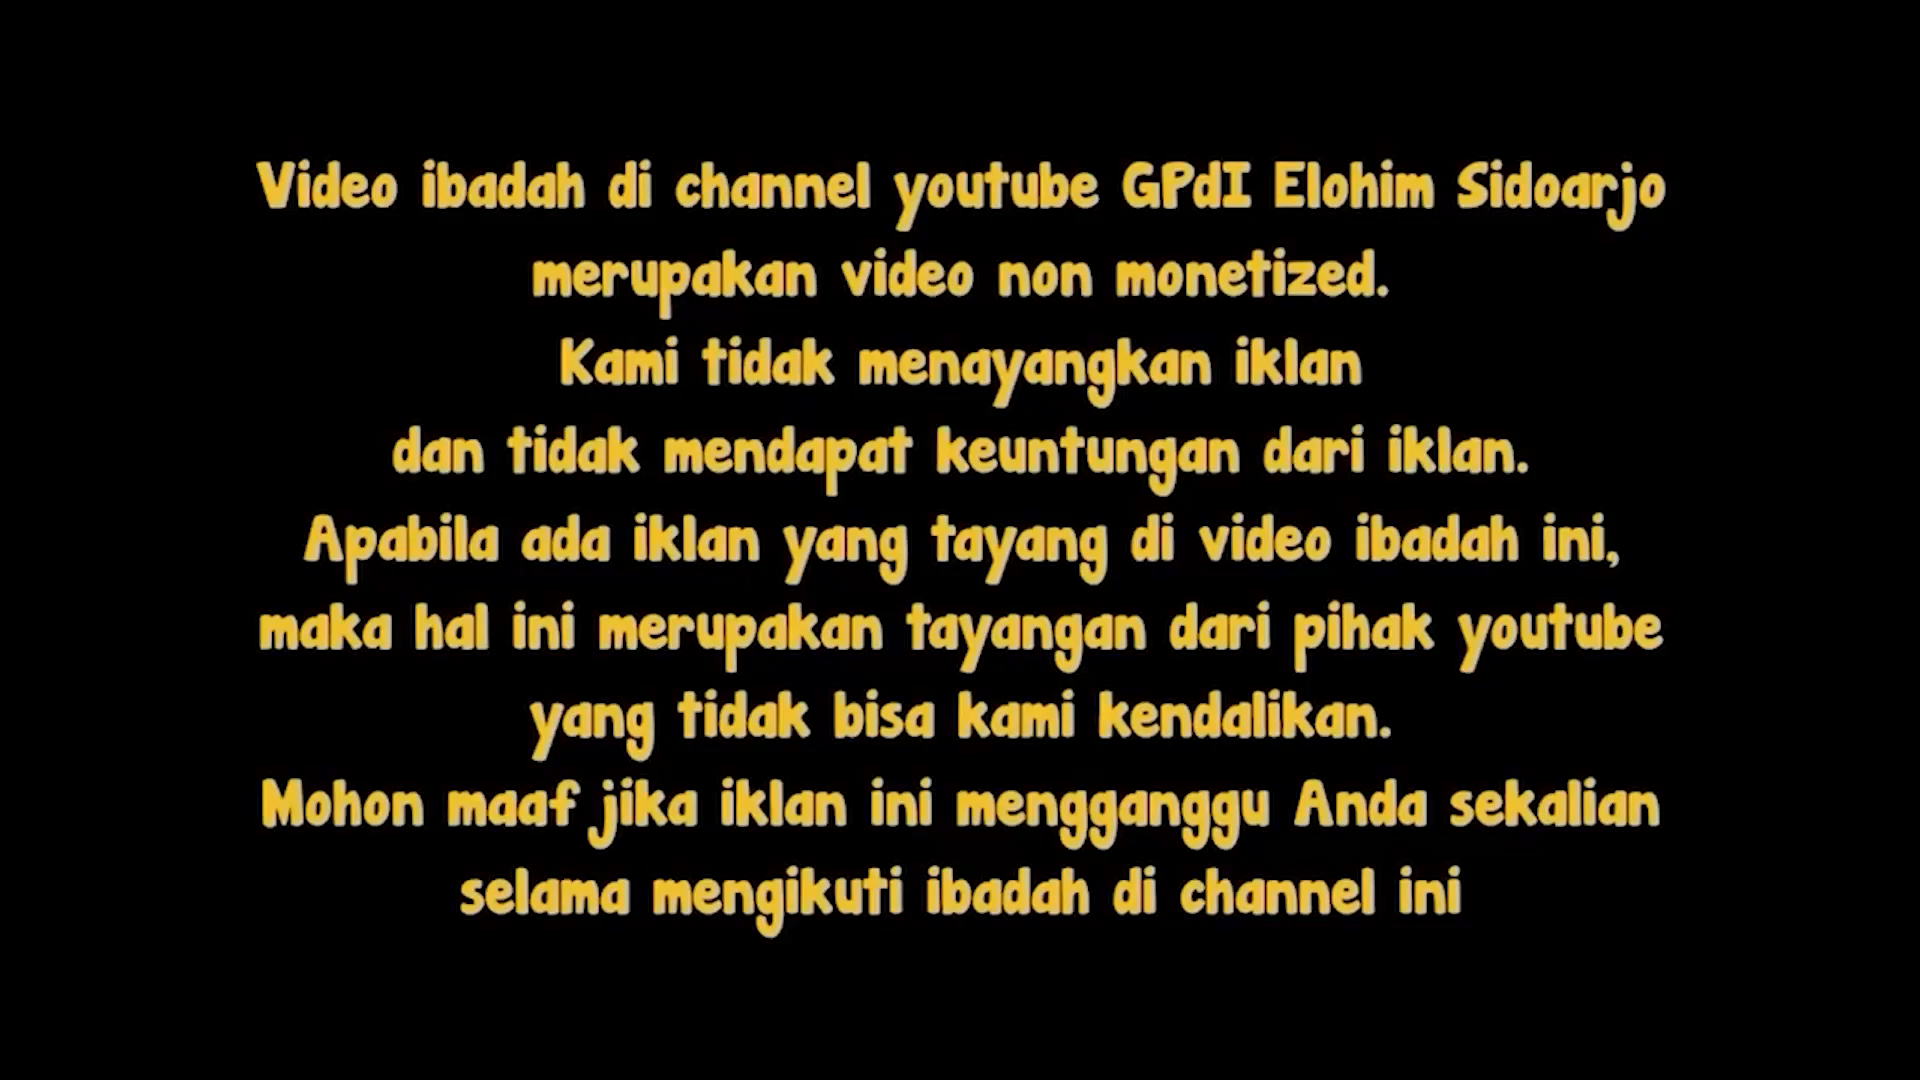 Video ibadah di channel youtube GPdI Elohim Sidoarjo
merupakan video non monetized.
Kami tidak menayangkan iklan
dan tidak mendapat keuntungan dari iklan.
Apabila ada iklan yang tayang di video ibadah ini,
maka hal ini merupakan tayangan dari pihak youtube
yang tidak bisa kami kendalikan.
Mohon maaf jika iklan ini mengganggu Anda sekalian
selama mengikuti ibadah di channel ini